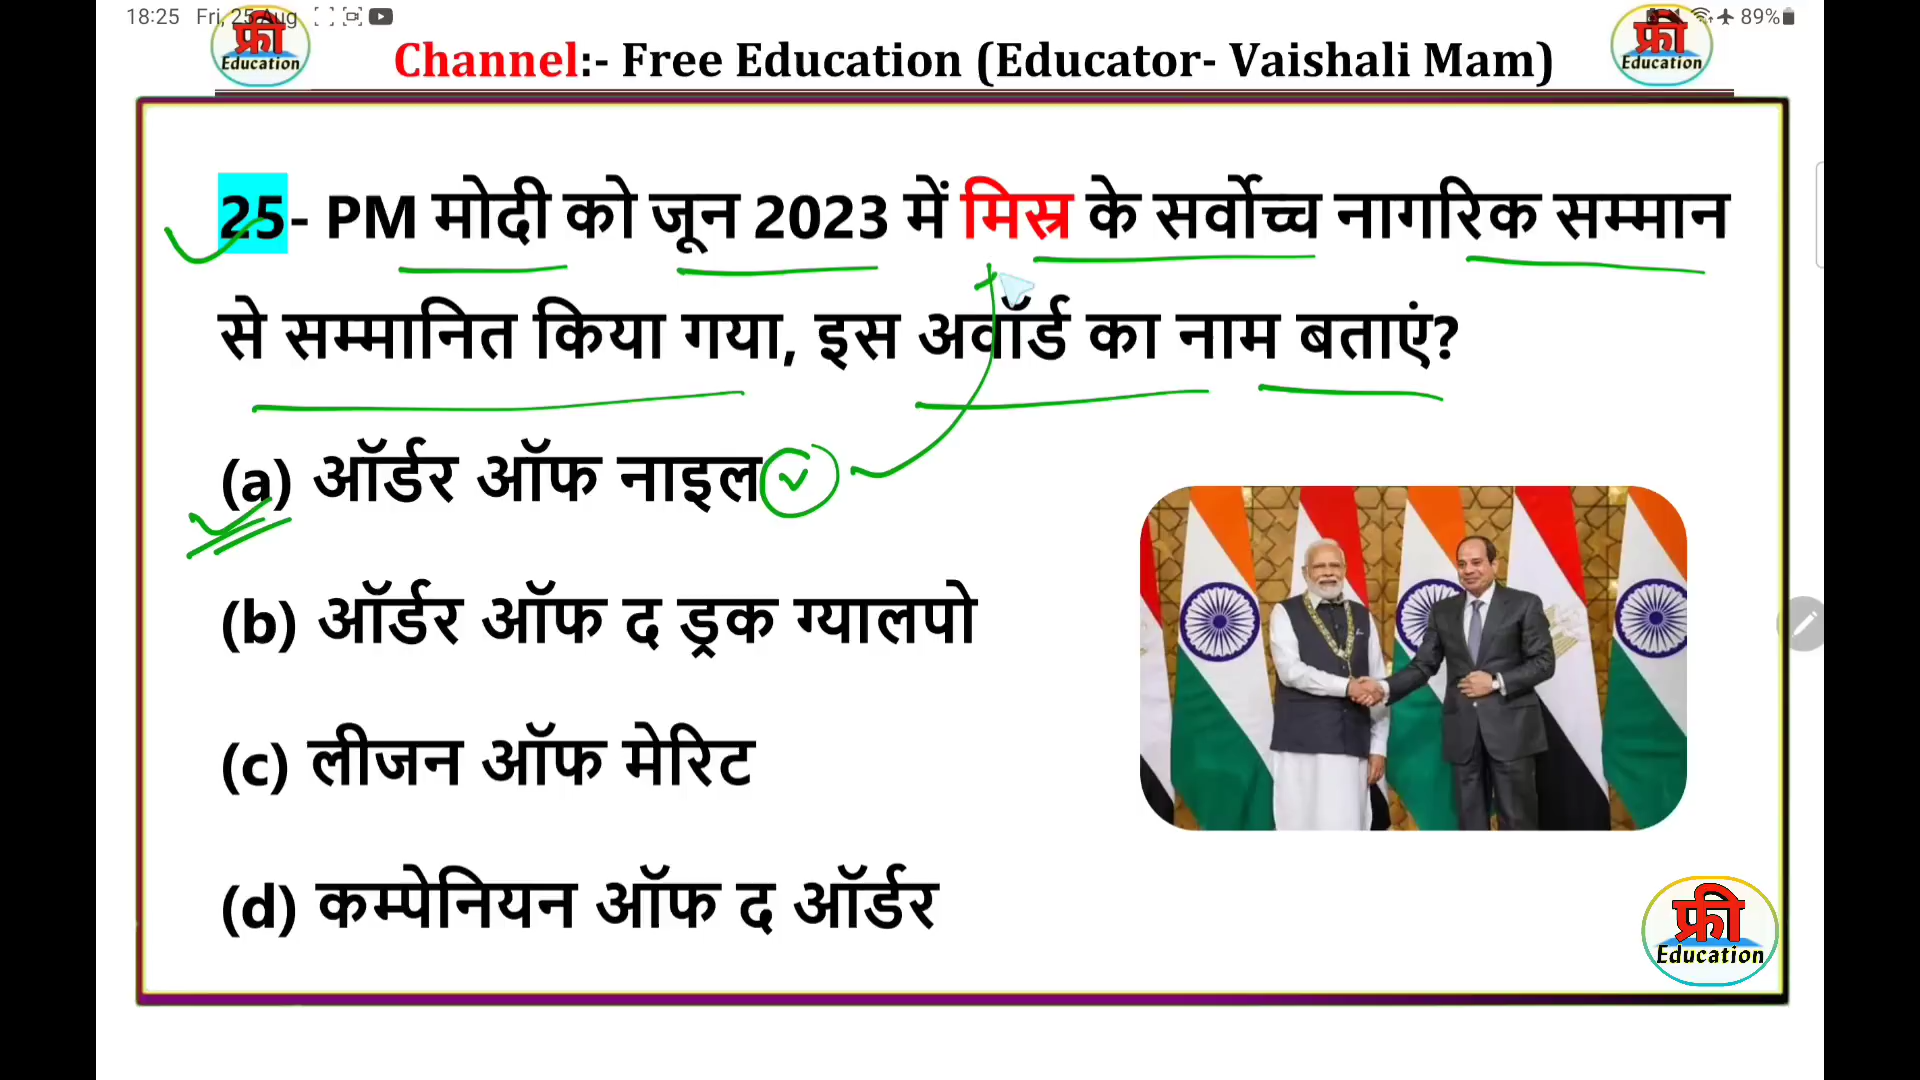 18:25 Fri, 25 Aug 89%
फ्री Education
Channel:- Free Education (Educator- Vaishali Mam)
फ्री Education
25- PM मोदी को जून 2023 में मिस्र के सर्वोच्च नागरिक सम्मान
से सम्मानित किया गया, इस अवॉर्ड का नाम बताएं?
(a) ऑर्डर ऑफ नाइल
(b) ऑर्डर ऑफ द ड्रक ग्यालपो
(c) लीजन ऑफ मेरिट
(d) कम्पेनियन ऑफ द ऑर्डर
फ्री
Education